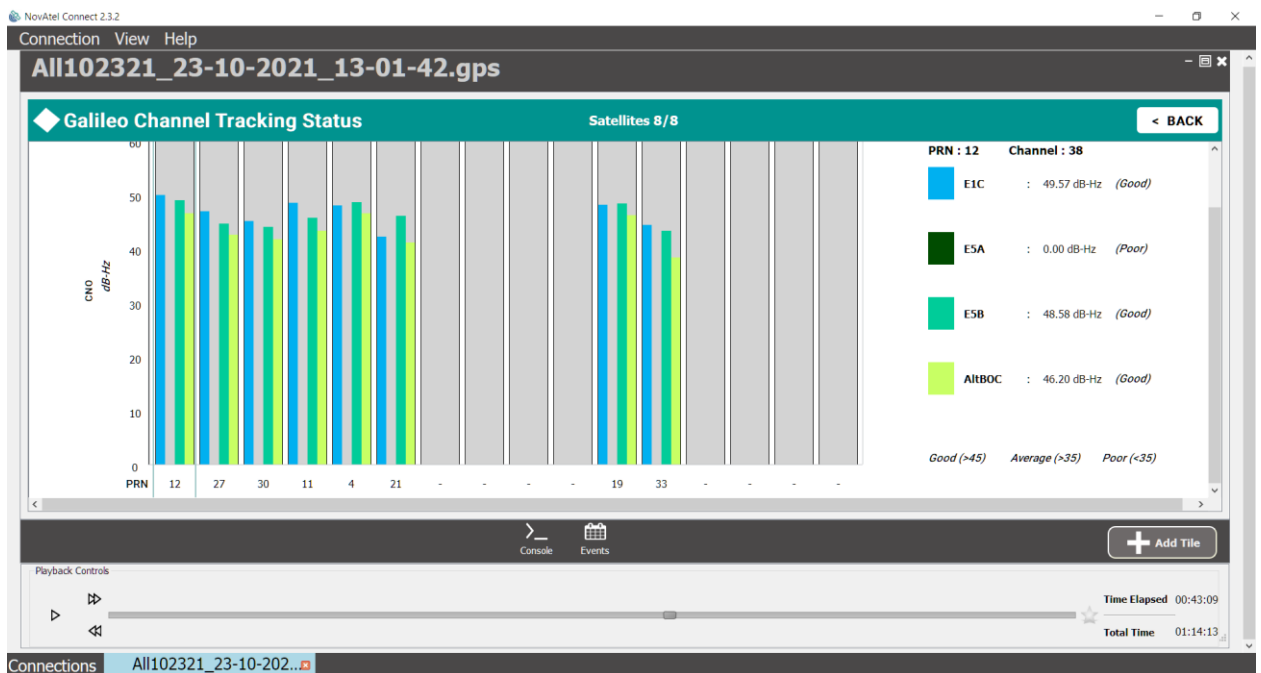 NovAtel Connect 2.3.2
Connection View Help
All102321_23-10-2021_13-01-42.gps
Galileo Channel Tracking Status Satellites 8/8 < BACK
60
50
40
30
20
10
0
CNO
dB-Hz
PRN 12 27 30 11 4 21 - - - - 19 33 - - - -
PRN : 12 Channel : 38
E1C : 49.57 dB-Hz (Good)
E5A : 0.00 dB-Hz (Poor)
E5B : 48.58 dB-Hz (Good)
AltBOC : 46.20 dB-Hz (Good)
Good (>45) Average (>35) Poor (<35)
Console Events
Add Tile
Playback Controls
Time Elapsed 00:43:09
Total Time 01:14:13
Connections All102321_23-10-202...